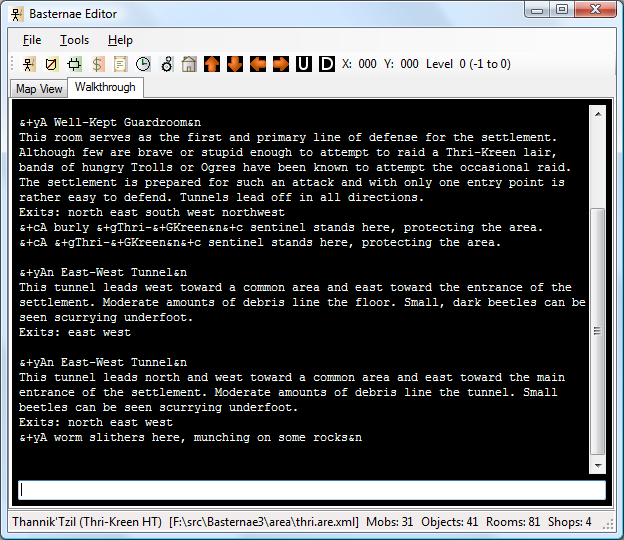 Basternae Editor
File Tools Help
X: 000 Y: 000 Level 0 (-1 to 0)
U D
Map View Walkthrough
&+yA Well-Kept Guardroom&n
This room serves as the first and primary line of defense for the settlement.
Although few are brave or stupid enough to attempt to raid a Thri-Kreen lair,
bands of hungry Trolls or Ogres have been known to attempt the occasional raid.
The settlement is prepared for such an attack and with only one entry point is
rather easy to defend. Tunnels lead off in all directions.
Exits: north east south west northwest
&+cA burly &+gThri-&+GKreen&n&+c sentinel stands here, protecting the area.
&+cA &+gThri-&+GKreen&n&+c sentinel stands here, protecting the area.
&+yAn East-West Tunnel&n
This tunnel leads west toward a common area and east toward the entrance of the
settlement. Moderate amounts of debris line the floor. Small, dark beetles can be
seen scurrying underfoot.
Exits: east west
&+yAn East-West Tunnel&n
This tunnel leads north and west toward a common area and east toward the main
entrance of the settlement. Moderate amounts of debris line the tunnel. Small
beetles can be seen scurrying underfoot.
Exits: north east west
&+yA worm slithers here, munching on some rocks&n
Thannik'Tzil (Thri-Kreen HT) [F:\src\Basternae3\area\thri.are.xml] Mobs: 31 Objects: 41 Rooms: 81 Shops: 4